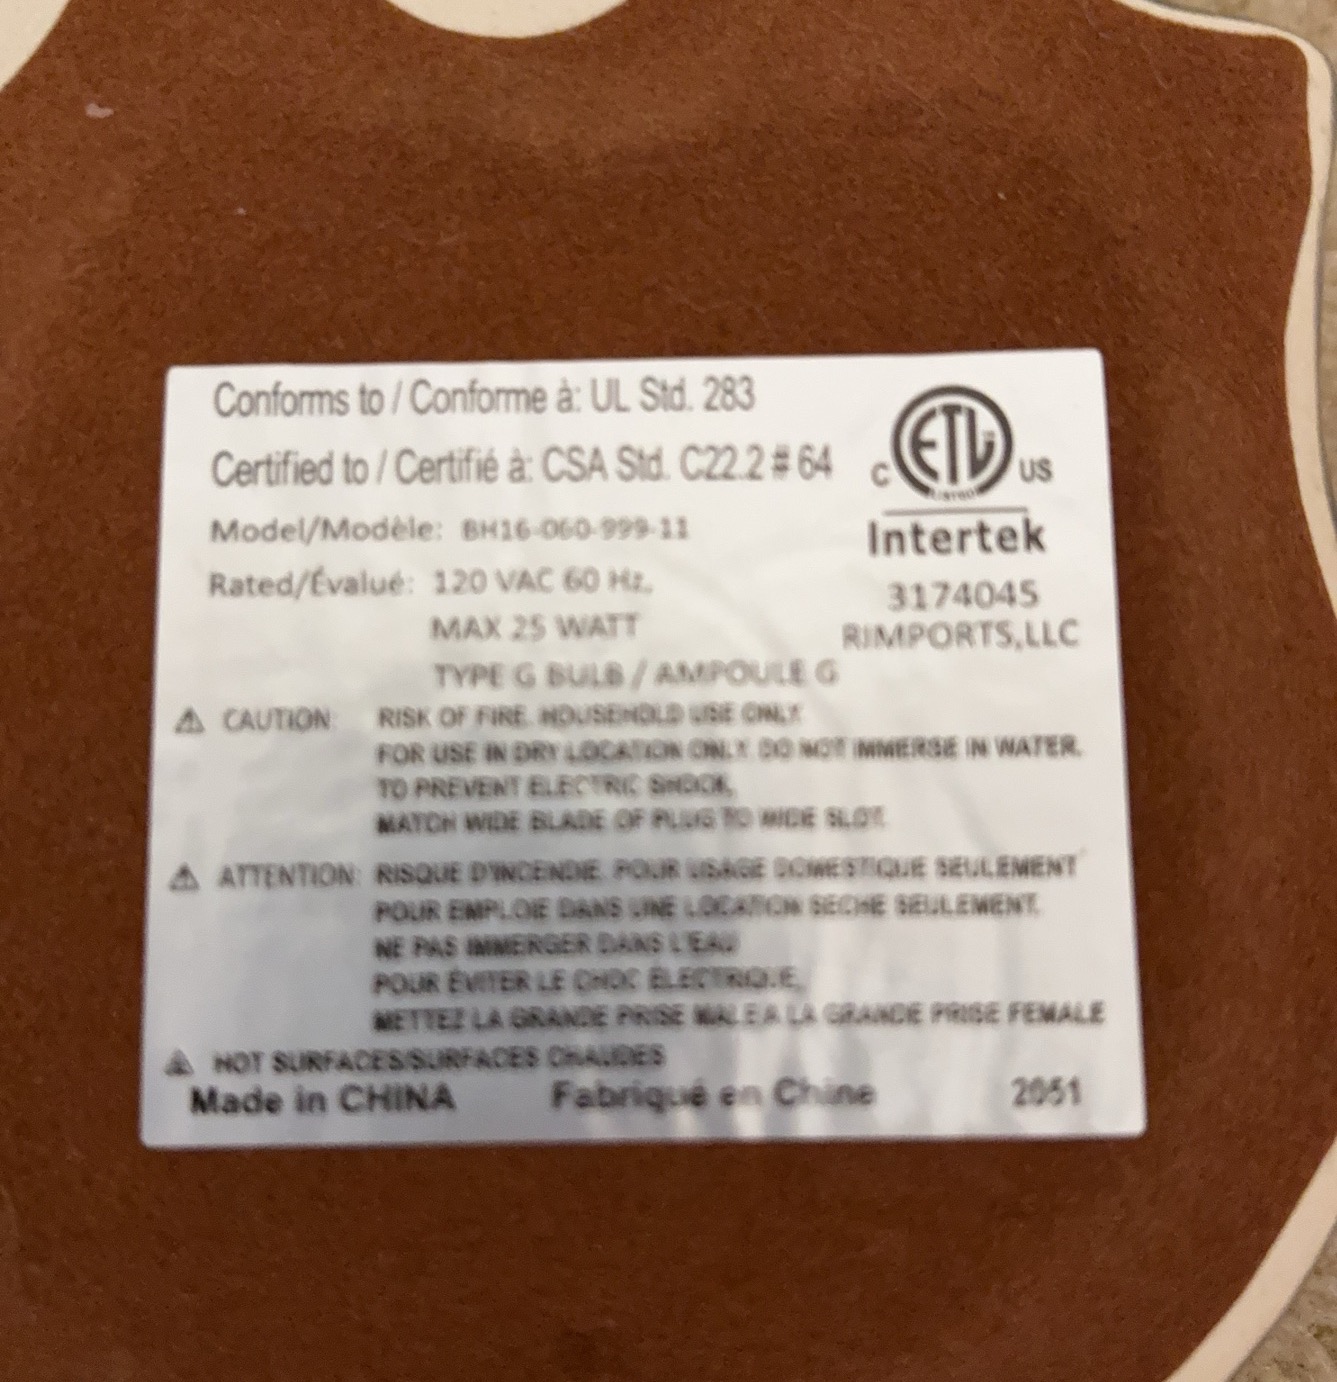 Conforms to / Conforme à: UL Std. 283
Certified to / Certifié à: CSA Std. C22.2 # 64
C ETL US
LISTED
Intertek
3174045
RIMPORTS,LLC
Model/Modèle: BH16-060-999-11
Rated/Évalué: 120 VAC 60 Hz,
MAX 25 WATT
TYPE G BULB / AMPOULE G
⚠ CAUTION: RISK OF FIRE. HOUSEHOLD USE ONLY.
FOR USE IN DRY LOCATION ONLY. DO NOT IMMERSE IN WATER.
TO PREVENT ELECTRIC SHOCK,
MATCH WIDE BLADE OF PLUG TO WIDE SLOT.
⚠ ATTENTION: RISQUE D'INCENDIE. POUR USAGE DOMESTIQUE SEULEMENT
POUR EMPLOIE DANS UNE LOCATION SECHE SEULEMENT.
NE PAS IMMERGER DANS L'EAU
POUR ÉVITER LE CHOC ÉLECTRIQUE,
METTEZ LA GRANDE PRISE MALE A LA GRANDE PRISE FEMALE
⚠ HOT SURFACES/SURFACES CHAUDES
Made in CHINA Fabriqué en Chine 2051